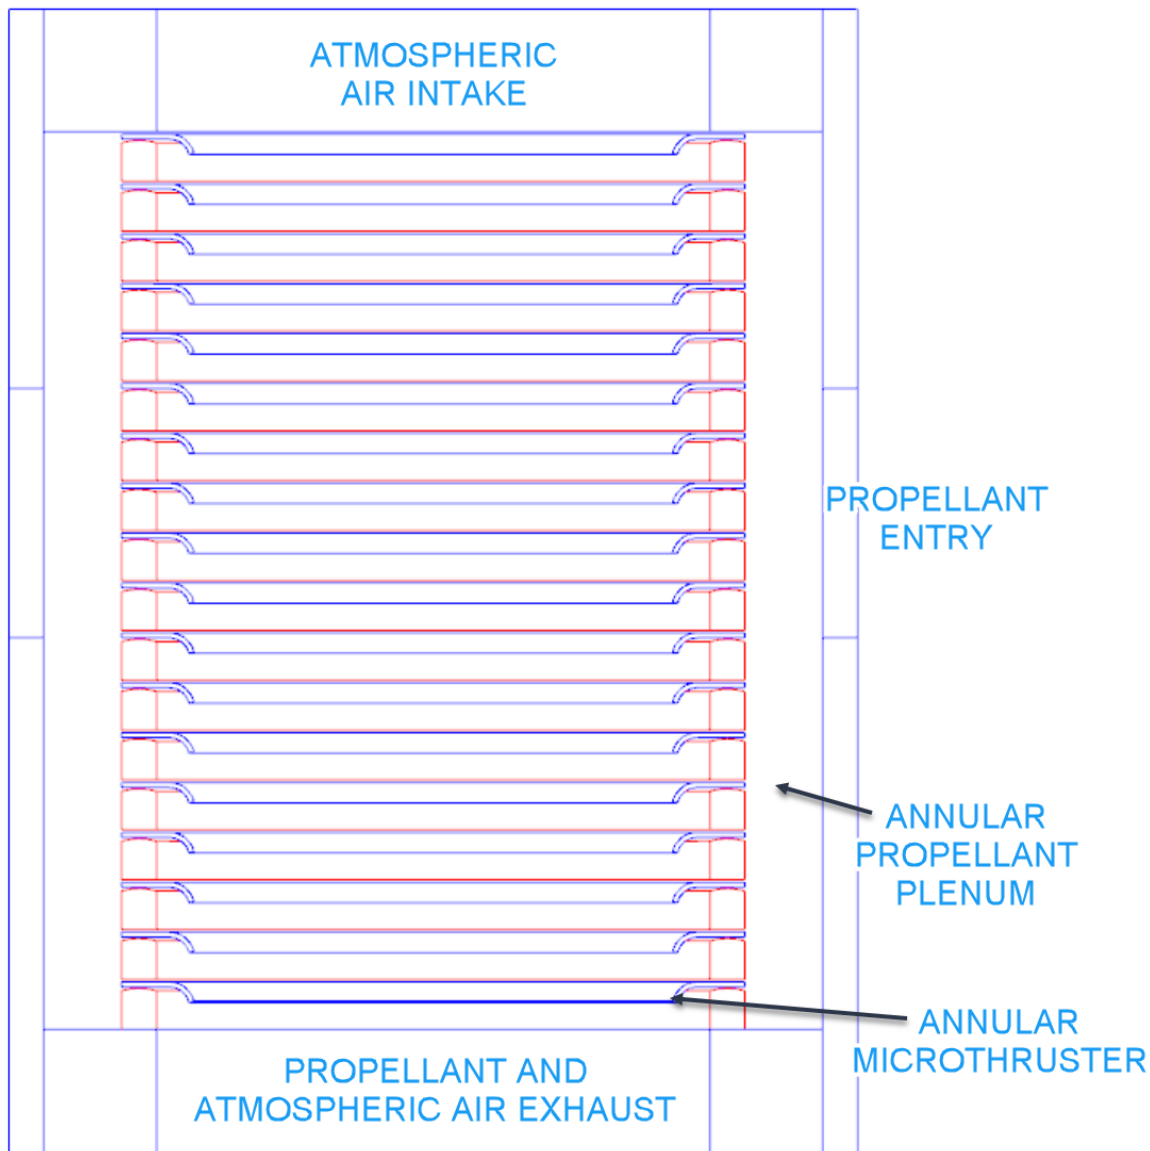 ATMOSPHERIC
AIR INTAKE
PROPELLANT
ENTRY
ANNULAR
PROPELLANT
PLENUM
ANNULAR
MICROTHRUSTER
PROPELLANT AND
ATMOSPHERIC AIR EXHAUST